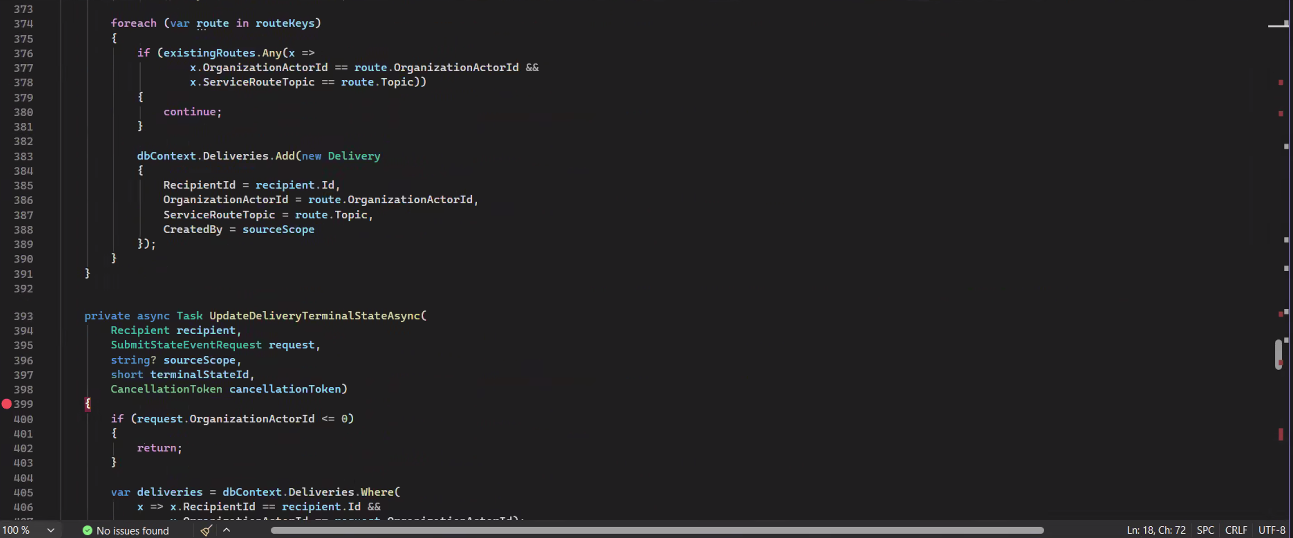 373
374 foreach (var route in routeKeys)
375 {
376 if (existingRoutes.Any(x =>
377 x.OrganizationActorId == route.OrganizationActorId &&
378 x.ServiceRouteTopic == route.Topic))
379 {
380 continue;
381 }
382
383 dbContext.Deliveries.Add(new Delivery
384 {
385 RecipientId = recipient.Id,
386 OrganizationActorId = route.OrganizationActorId,
387 ServiceRouteTopic = route.Topic,
388 CreatedBy = sourceScope
389 });
390 }
391 }
392
393 private async Task UpdateDeliveryTerminalStateAsync(
394 Recipient recipient,
395 SubmitStateEventRequest request,
396 string? sourceScope,
397 short terminalStateId,
398 CancellationToken cancellationToken)
399 {
400 if (request.OrganizationActorId <= 0)
401 {
402 return;
403 }
404
405 var deliveries = dbContext.Deliveries.Where(
406 x => x.RecipientId == recipient.Id &&
x.OrganizationActorId == request.OrganizationActorId);
100 % No issues found Ln: 18, Ch: 72 SPC CRLF UTF-8